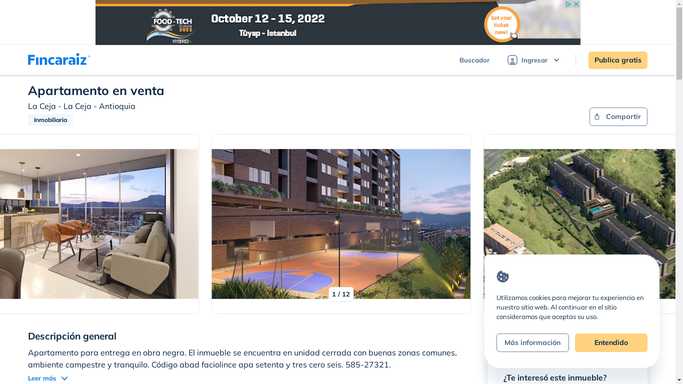 FOOD-TECH
October 12 - 15, 2022
Tüyap - Istanbul
Get your ticket now!
Fincaraiz
Buscador
Ingresar
Publica gratis
Apartamento en venta
La Ceja - La Ceja - Antioquia
Inmobiliaria
Compartir
1 / 12
Utilizamos cookies para mejorar tu experiencia en
nuestro sitio web. Al continuar en el sitio
consideramos que aceptas su uso.
Más información
Entendido
Descripción general
Apartamento para entrega en obra negra. El inmueble se encuentra en unidad cerrada con buenas zonas comunes,
ambiente campestre y tranquilo. Código abad faciolince apa setenta y tres cero seis. 585-27321.
Leer más
¿Te interesó este inmueble?